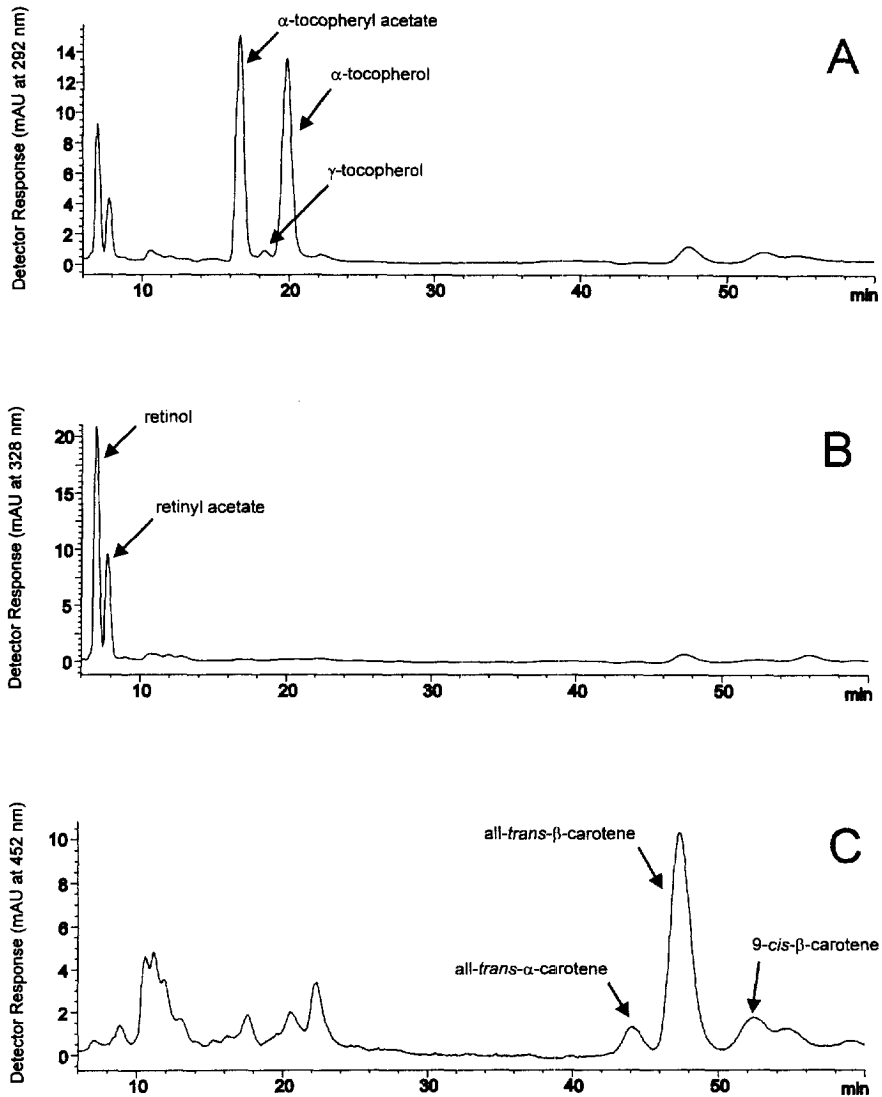 A
Detector Response (mAU at 292 nm)
α-tocopheryl acetate
α-tocopherol
γ-tocopherol
14
12
10
8
6
4
2
0
10 20 30 40 50 min
B
Detector Response (mAU at 328 nm)
retinol
retinyl acetate
20
15
10
5
0
10 20 30 40 50 min
C
Detector Response (mAU at 452 nm)
all-trans-β-carotene
9-cis-β-carotene
all-trans-α-carotene
10
8
6
4
2
0
10 20 30 40 50 min